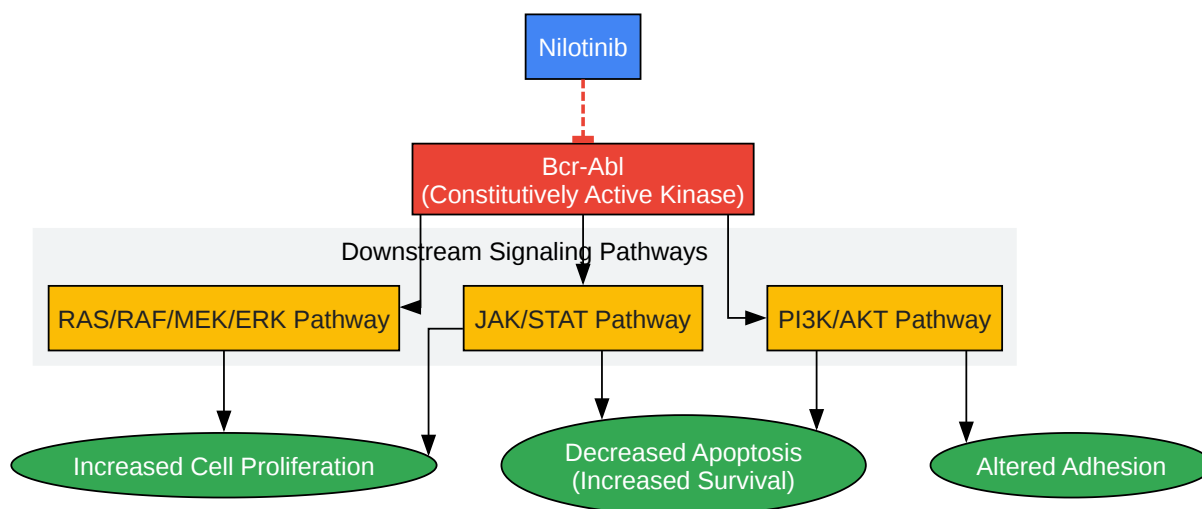 Nilotinib
Bcr-Abl
(Constitutively Active Kinase)
Downstream Signaling Pathways
RAS/RAF/MEK/ERK Pathway
JAK/STAT Pathway
PI3K/AKT Pathway
Increased Cell Proliferation
Decreased Apoptosis
(Increased Survival)
Altered Adhesion